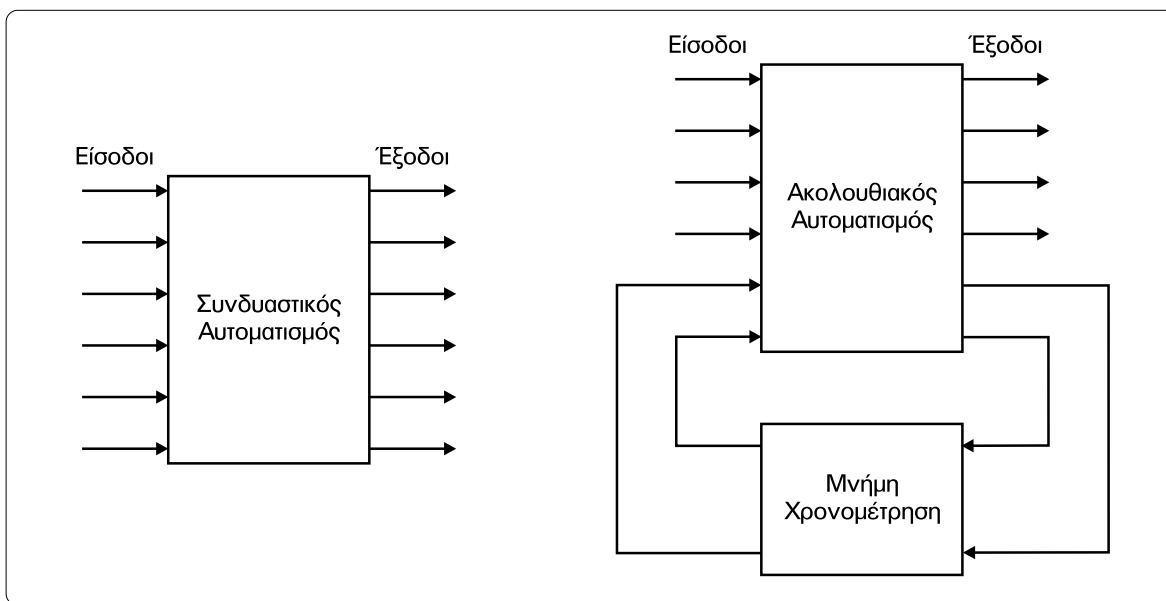 Είσοδοι
Έξοδοι
Συνδυαστικός
Αυτοματισμός
Είσοδοι
Έξοδοι
Ακολουθιακός
Αυτοματισμός
Μνήμη
Χρονομέτρηση